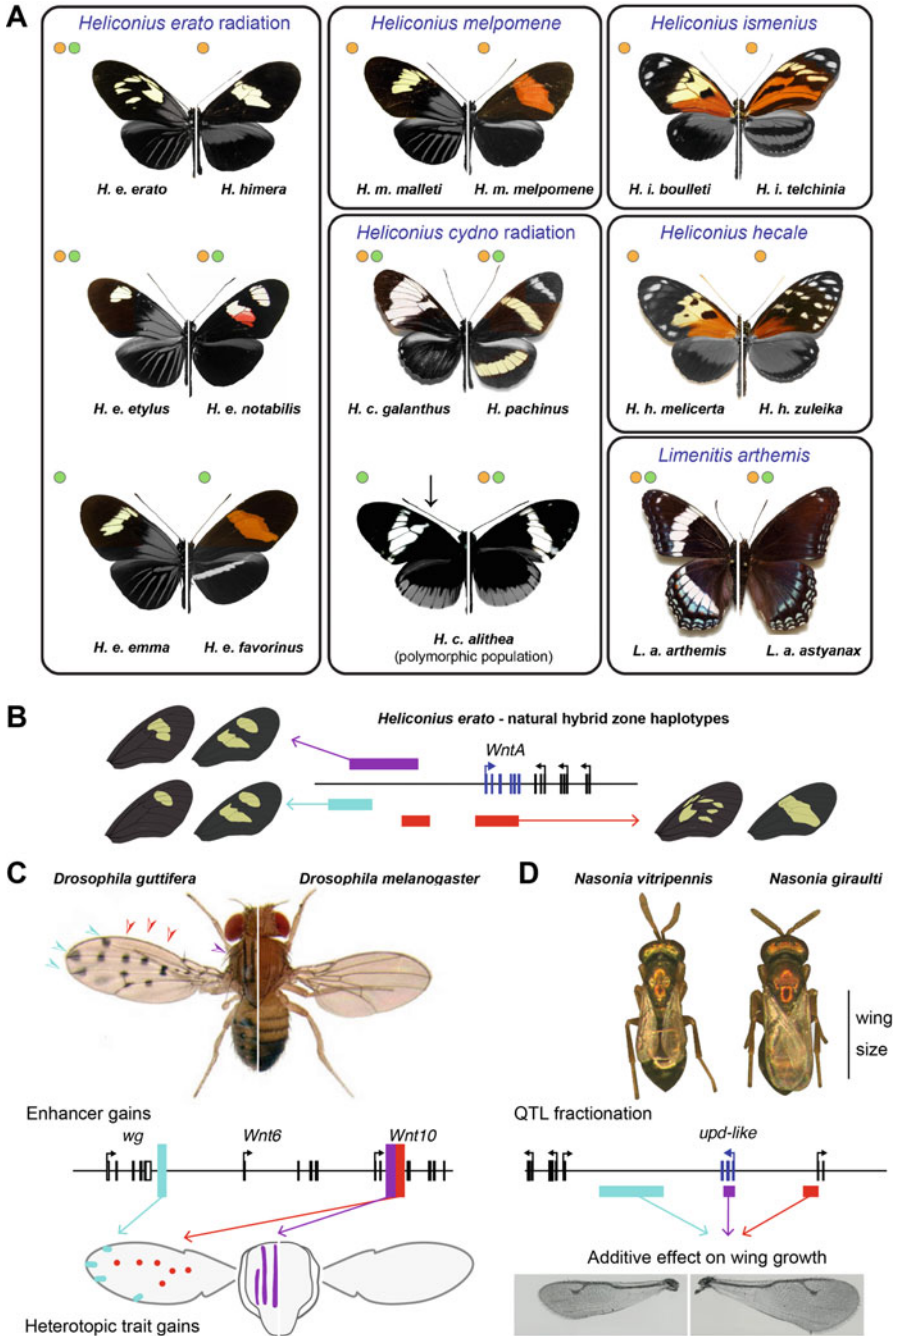 A
Heliconius erato radiation
Heliconius melpomene
Heliconius ismenius
H. e. erato
H. himera
H. m. malleti
H. m. melpomene
H. i. boulleti
H. i. telchinia
Heliconius cydno radiation
Heliconius hecale
H. e. etylus
H. e. notabilis
H. c. galanthus
H. pachinus
H. h. melicerta
H. h. zuleika
Limenitis arthemis
H. e. emma
H. e. favorinus
H. c. alithea
(polymorphic population)
L. a. arthemis
L. a. astyanax
B
Heliconius erato - natural hybrid zone haplotypes
WntA
C
Drosophila guttifera
Drosophila melanogaster
Enhancer gains
wg
Wnt6
Wnt10
Heterotopic trait gains
D
Nasonia vitripennis
Nasonia giraulti
wing
size
QTL fractionation
upd-like
Additive effect on wing growth